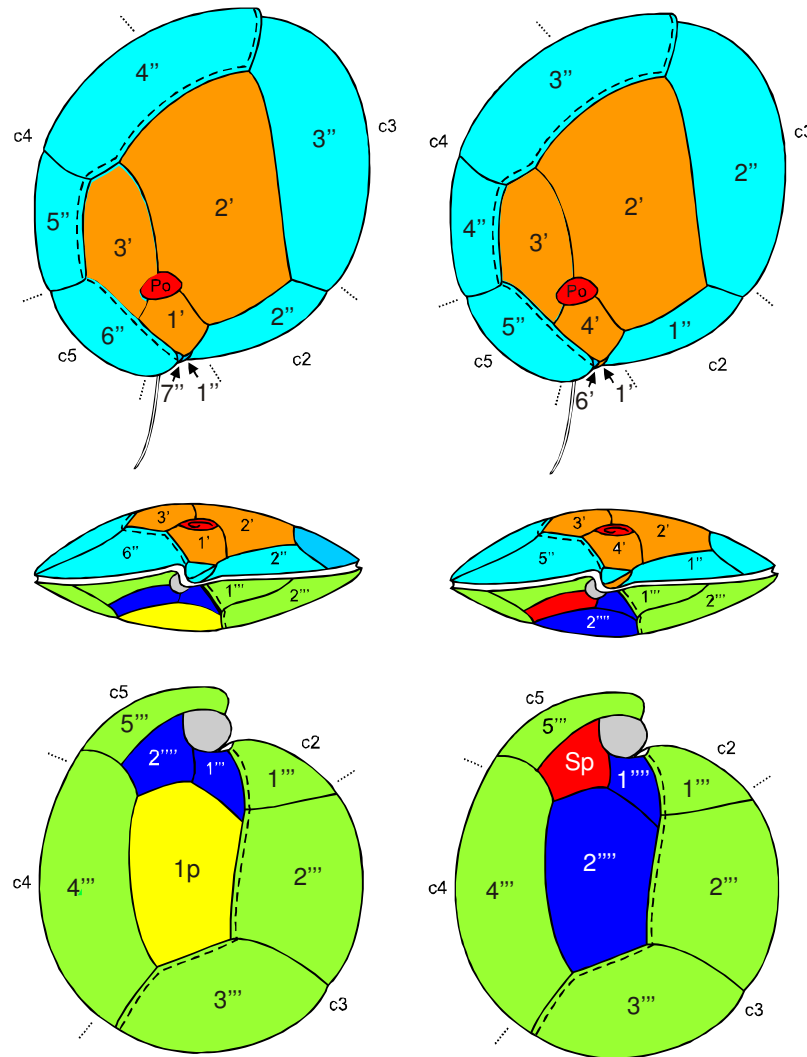 4” 3”
c4 3” c3 c4 2” c3
2’ 2’
5” 3’ 4” 3’
Po Po
1’ 4’
6” 2” 5” 1”
c5 c2 c5 c2
7” 1” 6’ 1’
3’ 2’ 3’ 2’
6” 1’ 2” 5” 4’ 1”
1’’’ 2’’’ 1’’’ 2’’’
2’’’’
c5 c5
5’’’ c2 5’’’ c2
2’’’’ 1’’’ 1’’’ Sp 1’’’’ 1’’’
1p 2’’’’
c4 4’’’ 2’’’ c4 4’’’ 2’’’
3’’’ c3 3’’’ c3